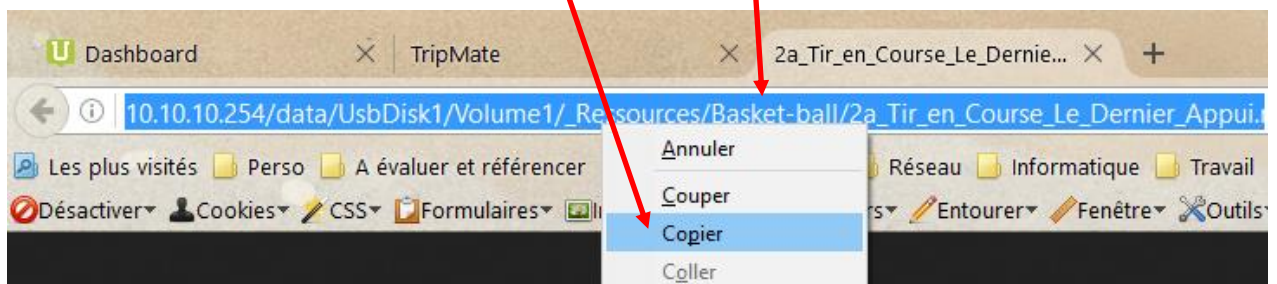 Dashboard TripMate 2a_Tir_en_Course_Le_Dernie...
10.10.10.254/data/UsbDisk1/Volume1/_Ressources/Basket-ball/2a_Tir_en_Course_Le_Dernier_Appui.
Les plus visités Perso A évaluer et référencer Réseau Informatique Travail
Désactiver Cookies CSS Formulaires Entourer Fenêtre Outils
Annuler
Couper
Copier
Coller